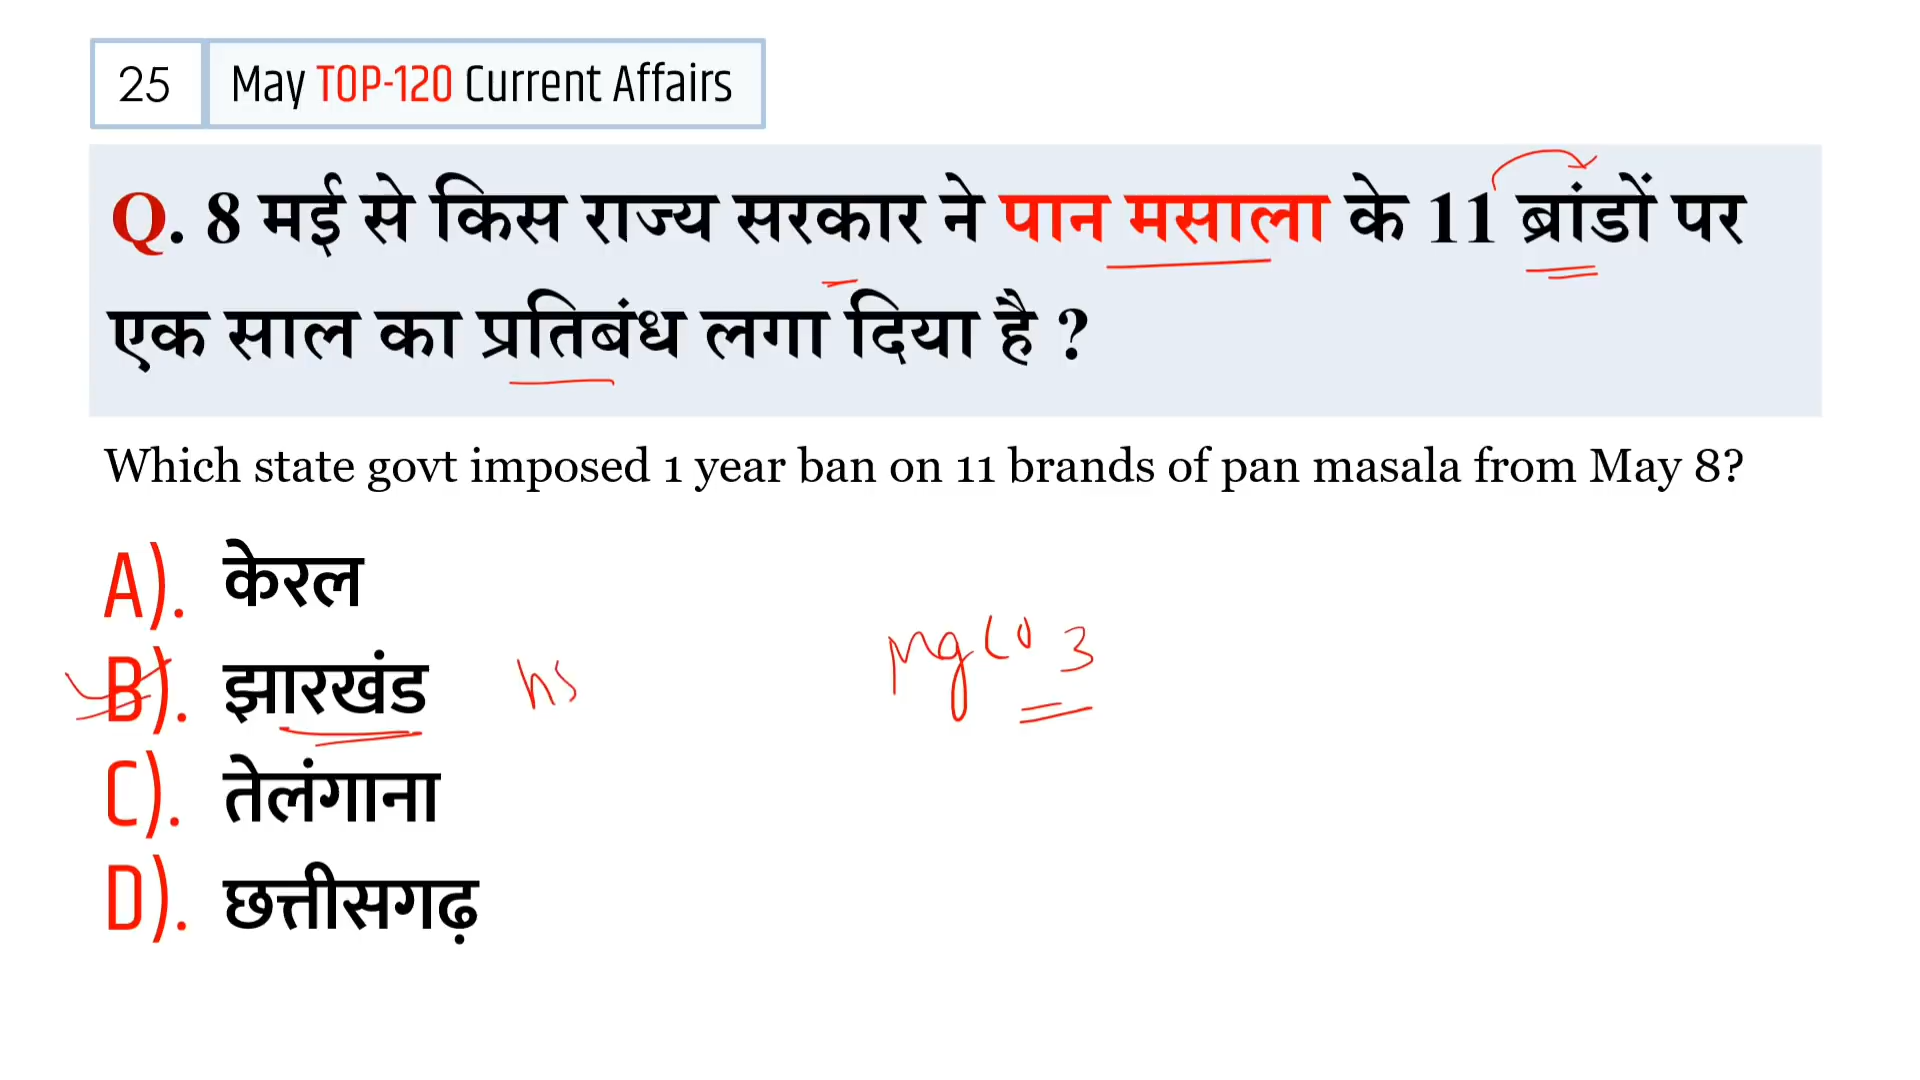 25 May TOP-120 Current Affairs
Q. 8 मई से किस राज्य सरकार ने पान मसाला के 11 ब्रांडों पर
एक साल का प्रतिबंध लगा दिया है ?
Which state govt imposed 1 year ban on 11 brands of pan masala from May 8?
A). केरल
B). झारखंड
MgCO3
C). तेलंगाना
D). छत्तीसगढ़